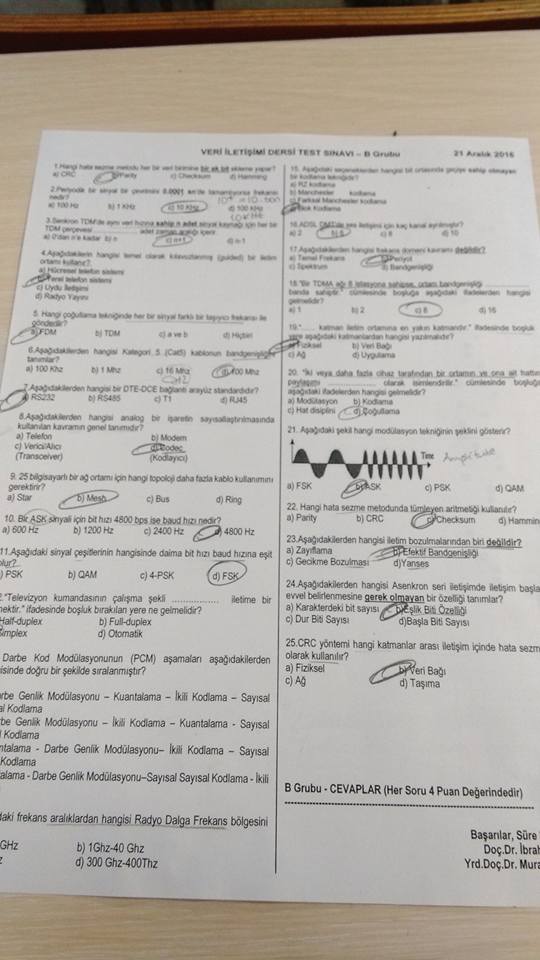 VERİ İLETİŞİMİ DERSİ TEST SINAVI – B Grubu 21 Aralık 2016
1.Hangi hata sezme metodu her bir veri birimine bir ek bit ekleme yapar?
a) CRC b)Parity c) Checksum d) Hamming
2.Periyodik bir sinyal bir çevrimini 0.0001 sn'de tamamlıyorsa frekansı
nedir?
a) 100 Hz b) 1 KHz c) 10 KHz d) 100 KHz
3.Senkron TDM'de aynı veri hızına sahip n adet sinyal kaynağı için her bir
TDM çerçevesi adet zaman aralığı içerir.
a) 0'dan n'e kadar b) n c) n+1 d) n-1
4.Aşağıdakilerin hangisi temel olarak kılavuzlanmış (guided) bir iletim
ortamı kullanır?
a) Hücresel telefon sistemi
b) Yerel telefon sistemi
c) Uydu İletişimi
d) Radyo Yayını
5. Hangi çoğullama tekniğinde her bir sinyal farklı bir taşıyıcı frekansı ile
gönderilir?
a) FDM b) TDM c) a ve b d) Hiçbiri
6.Aşağıdakilerden hangisi Kategori 5 (Cat5) kablonun bandgenişliğini
tanımlar?
a) 100 Khz b) 1 Mhz c) 16 Mhz d) 100 Mhz
7.Aşağıdakilerden hangisi bir DTE-DCE bağlantı arayüz standardıdır?
a) RS232 b) RS485 c) T1 d) RJ45
8.Aşağıdakilerden hangisi analog bir işaretin sayısallaştırılmasında
kullanılan kavramın genel tanımıdır?
a) Telefon b) Modem
c) Verici/Alıcı d) Codec
(Transceiver) (Kodlayıcı)
9. 25 bilgisayarlı bir ağ ortamı için hangi topoloji daha fazla kablo kullanımını
gerektirir?
a) Star b) Mesh c) Bus d) Ring
10. Bir ASK sinyali için bit hızı 4800 bps ise baud hızı nedir?
a) 600 Hz b) 1200 Hz c) 2400 Hz d) 4800 Hz
11.Aşağıdaki sinyal çeşitlerinin hangisinde daima bit hızı baud hızına eşit
olur?
) PSK b) QAM c) 4-PSK d) FSK
."Televizyon kumandasının çalışma şekli ................ iletime bir
nektir." ifadesinde boşluk bırakılan yere ne gelmelidir?
Half-duplex b) Full-duplex
simplex d) Otomatik
Darbe Kod Modülasyonun (PCM) aşamaları aşağıdakilerden
isinde doğru bir şekilde sıralanmıştır?
rbe Genlik Modülasyonu – Kuantalama – İkili Kodlama – Sayısal
al Kodlama
be Genlik Modülasyonu – İkili Kodlama – Kuantalama - Sayısal
l Kodlama
ntalama - Darbe Genlik Modülasyonu– İkili Kodlama – Sayısal
Kodlama
alama - Darbe Genlik Modülasyonu–Sayısal Sayısal Kodlama - İkili
daki frekans aralıklardan hangisi Radyo Dalga Frekans bölgesini
GHz b) 1Ghz-40 Ghz
z d) 300 Ghz-400Thz
15. Aşağıdaki seçeneklerden hangisi bit ortasında geçişe sahip olmayan
bir kodlama tekniğidir?
a) RZ kodlama
b) Manchester kodlama
c) Farksal Manchester kodlama
Blok Kodlama
16.ADSL DMT'de ses iletişimi için kaç kanal ayrılmıştır?
a) 2 b) 6 c) 8 d) 10
17.Aşağıdakilerden hangisi frekans domeni kavramı değildir?
a) Temel Frekans b) Periyot
c) Spektrum d) Bandgenişliği
18."Bir TDMA ağı 8 istasyona sahipse, ortam bandgenişliği
banda sahiptir." cümlesinde boşluğa aşağıdaki ifadelerden hangisi
gelmelidir?
a) 1 b) 2 c) 8 d) 16
19." katman iletim ortamına en yakın katmandır." ifadesinde boşluk
yere aşağıdaki katmanlardan hangisi yazılmalıdır?
a) Fiziksel b) Veri Bağı
c) Ağ d) Uygulama
20. "İki veya daha fazla cihaz tarafından bir ortamın ve ona ait hattın
paylaşımı ................ olarak isimlendirilir." cümlesinde boşluğa
aşağıdaki ifadelerden hangisi gelmelidir?
a) Modülasyon b) Kodlama
c) Hat disiplini d) Çoğullama
21. Aşağıdaki şekil hangi modülasyon tekniğinin şeklini gösterir?
Time
a) FSK b) ASK c) PSK d) QAM
22. Hangi hata sezme metodunda tümleyen aritmetiği kullanılır?
a) Parity b) CRC c) Checksum d) Hammin
23.Aşağıdakilerden hangisi iletim bozulmalarından biri değildir?
a) Zayıflama b) Efektif Bandgenişliği
c) Gecikme Bozulması d)Yanses
24.Aşağıdakilerden hangisi Asenkron seri iletişimde iletişim başla
evvel belirlenmesine gerek olmayan bir özelliği tanımlar?
a) Karakterdeki bit sayısı b)Eşlik Biti Özelliği
c) Dur Biti Sayısı d)Başla Biti Sayısı
25.CRC yöntemi hangi katmanlar arası iletişim içinde hata sezm
olarak kullanılır?
a) Fiziksel b) Veri Bağı
c) Ağ d) Taşıma
B Grubu - CEVAPLAR (Her Soru 4 Puan Değerindedir)
Başarılar, Süre
Doç.Dr. İbrah
Yrd.Doç.Dr. Mura